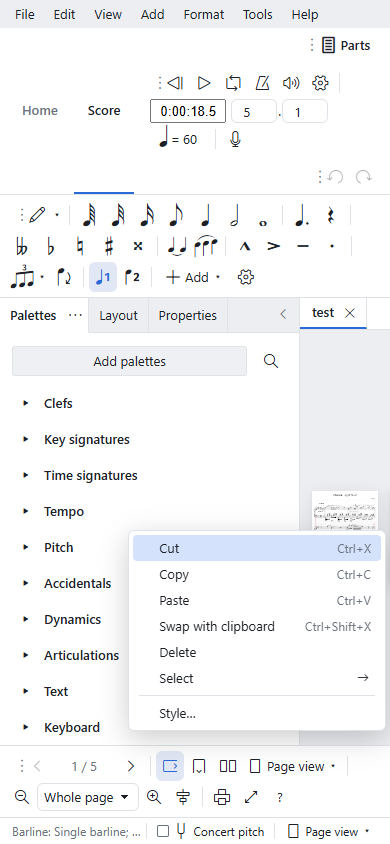 File Edit View Add Format Tools Help
Parts
Home Score 0:00:18.5 5 . 1
= 60
3
1 2 Add
Palettes ··· Layout Properties test
Add palettes
Clefs
Key signatures
Time signatures
Tempo
Pitch
Accidentals
Dynamics
Articulations
Text
Keyboard
Cut Ctrl+X
Copy Ctrl+C
Paste Ctrl+V
Swap with clipboard Ctrl+Shift+X
Delete
Select
Style...
1 / 5 Page view
Whole page ?
Barline: Single barline; ... Concert pitch Page view